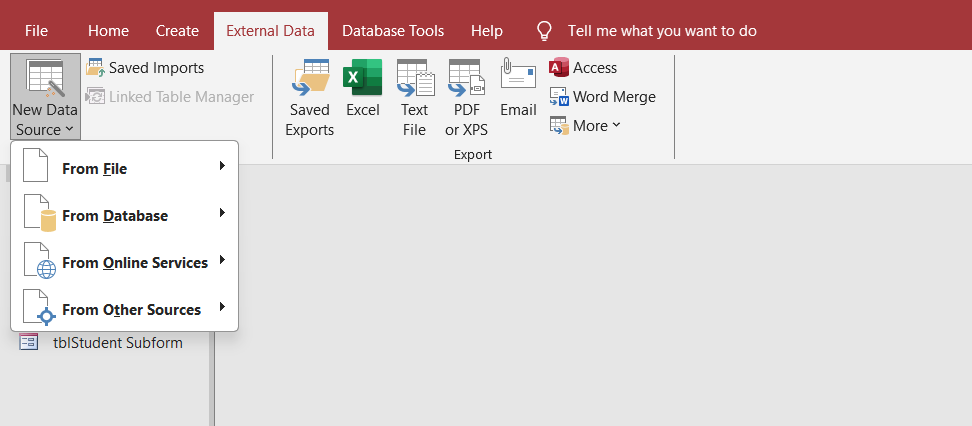 File Home Create External Data Database Tools Help Tell me what you want to do
New Data
Source
Saved Imports
Linked Table Manager
Saved
Exports
Excel
Text
File
PDF
or XPS
Email
Access
Word Merge
More
Export
From File
From Database
From Online Services
From Other Sources
tblStudent Subform